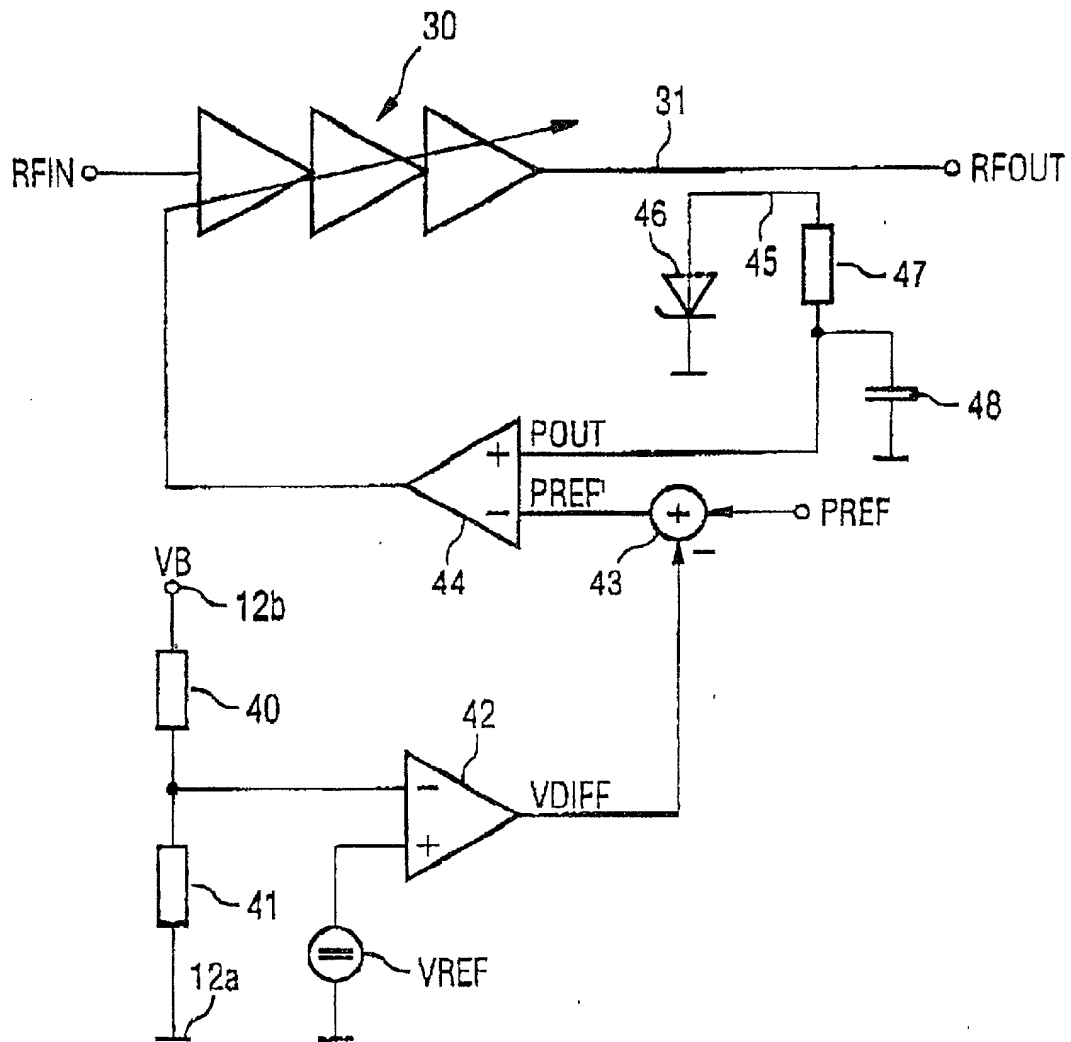 30
RFIN
31
RFOUT
46
45
47
48
+ POUT
- PREF'
+
PREF
43
-
44
VB
12b
40
42
-
VDIFF
+
41
12a
VREF